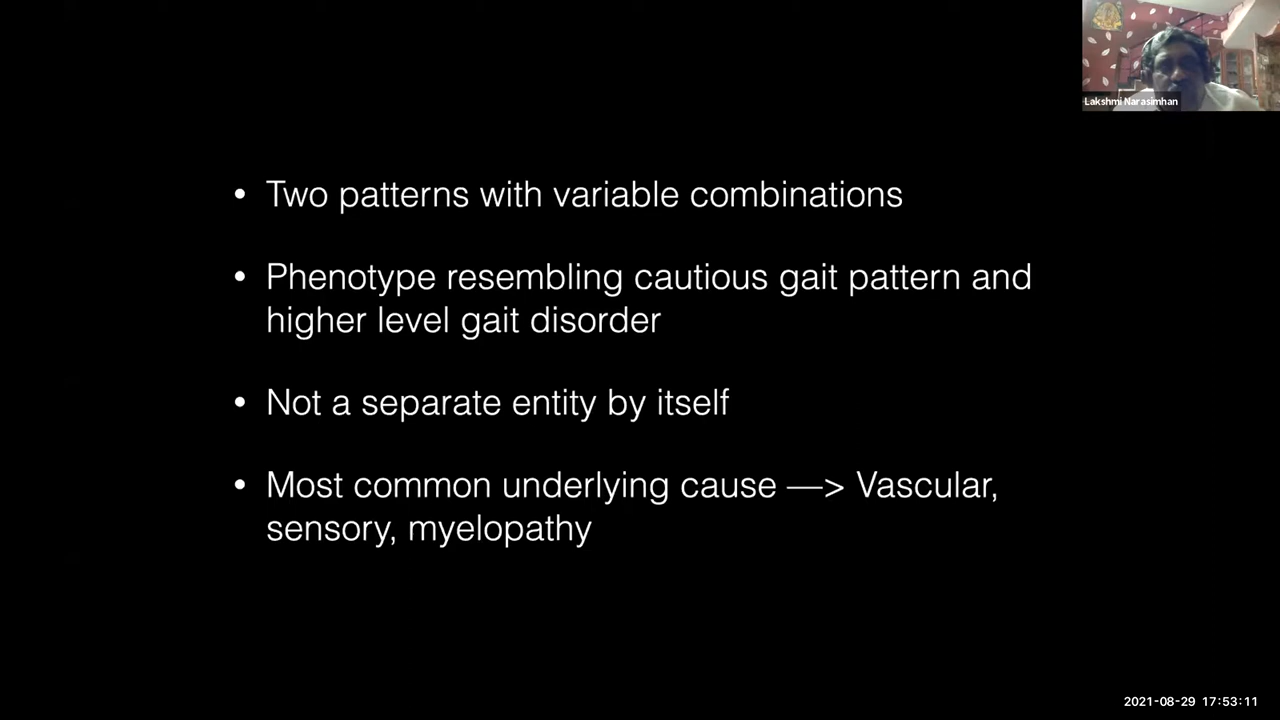 Lakshmi Narasimhan
• Two patterns with variable combinations
• Phenotype resembling cautious gait pattern and
higher level gait disorder
• Not a separate entity by itself
• Most common underlying cause —> Vascular,
sensory, myelopathy
2021-08-29 17:53:11